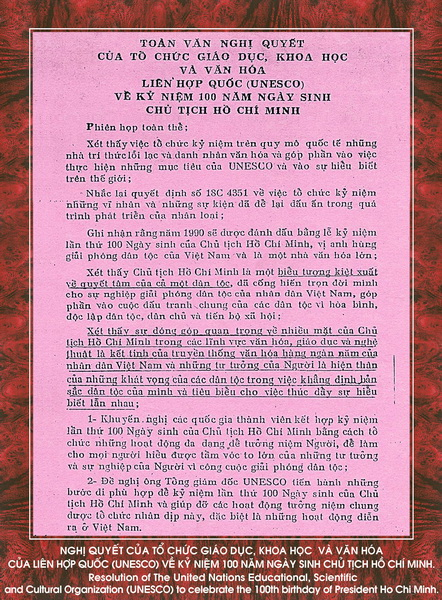 TOÀN VĂN NGHỊ QUYẾT
CỦA TỔ CHỨC GIÁO DỤC, KHOA HỌC
VÀ VĂN HÓA
LIÊN HỢP QUỐC (UNESCO)
VỀ KỶ NIỆM 100 NĂM NGÀY SINH
CHỦ TỊCH HỒ CHÍ MINH
Phiên họp toàn thể;
Xét thấy việc tổ chức kỷ niệm trên quy mô quốc tế những
nhà trí thức lỗi lạc và danh nhân văn hóa và góp phần vào việc
thực hiện những mục tiêu của UNESCO và vào sự hiểu biết
trên thế giới;
Nhắc lại quyết định số 18C 4351 về việc tổ chức kỷ niệm
những vĩ nhân và những sự kiện đã để lại dấu ấn trong quá
trình phát triển của nhân loại;
Ghi nhận rằng năm 1990 sẽ được đánh dấu bằng lễ kỷ niệm
lần thứ 100 Ngày sinh của Chủ tịch Hồ Chí Minh, vị anh hùng
giải phóng dân tộc của Việt Nam và là một nhà văn hóa lớn;
Xét thấy Chủ tịch Hồ Chí Minh là một biểu tượng kiệt xuất
về quyết tâm của cả một dân tộc, đã cống hiến trọn đời mình
cho sự nghiệp giải phóng dân tộc của nhân dân Việt Nam, góp
phần vào cuộc đấu tranh chung của các dân tộc vì hòa bình,
độc lập dân tộc, dân chủ và tiến bộ xã hội;
Xét thấy sự đóng góp quan trọng về nhiều mặt của Chủ
tịch Hồ Chí Minh trong các lĩnh vực văn hóa, giáo dục và nghệ
thuật là kết tinh của truyền thống văn hóa hàng ngàn năm của
nhân dân Việt Nam và những tư tưởng của Người là hiện thân
của những khát vọng của các dân tộc trong việc khẳng định bản
sắc dân tộc của mình và tiêu biểu cho việc thúc đẩy sự hiểu
biết lẫn nhau;
1- Khuyến nghị các quốc gia thành viên kết hợp kỷ niệm
lần thứ 100 Ngày sinh của Chủ tịch Hồ Chí Minh bằng cách tổ
chức những hoạt động đa dạng để tưởng niệm Người, để làm
cho mọi người hiểu được tầm vóc to lớn của những tư tưởng
và sự nghiệp của Người vì công cuộc giải phóng dân tộc;
2- Đề nghị ông Tổng giám đốc UNESCO tiến hành những
bước đi phù hợp để kỷ niệm lần thứ 100 Ngày sinh của Chủ
tịch Hồ Chí Minh và giúp đỡ các hoạt động tưởng niệm chung
được tổ chức nhân dịp này, đặc biệt là những hoạt động diễn
ra ở Việt Nam.
NGHỊ QUYẾT CỦA TỔ CHỨC GIÁO DỤC, KHOA HỌC VÀ VĂN HÓA
CỦA LIÊN HỢP QUỐC (UNESCO) VỀ KỶ NIỆM 100 NĂM NGÀY SINH CHỦ TỊCH HỒ CHÍ MINH.
Resolution of The United Nations Educational, Scientific
and Cultural Organization (UNESCO) to celebrate the 100th birthday of President Ho Chi Minh.